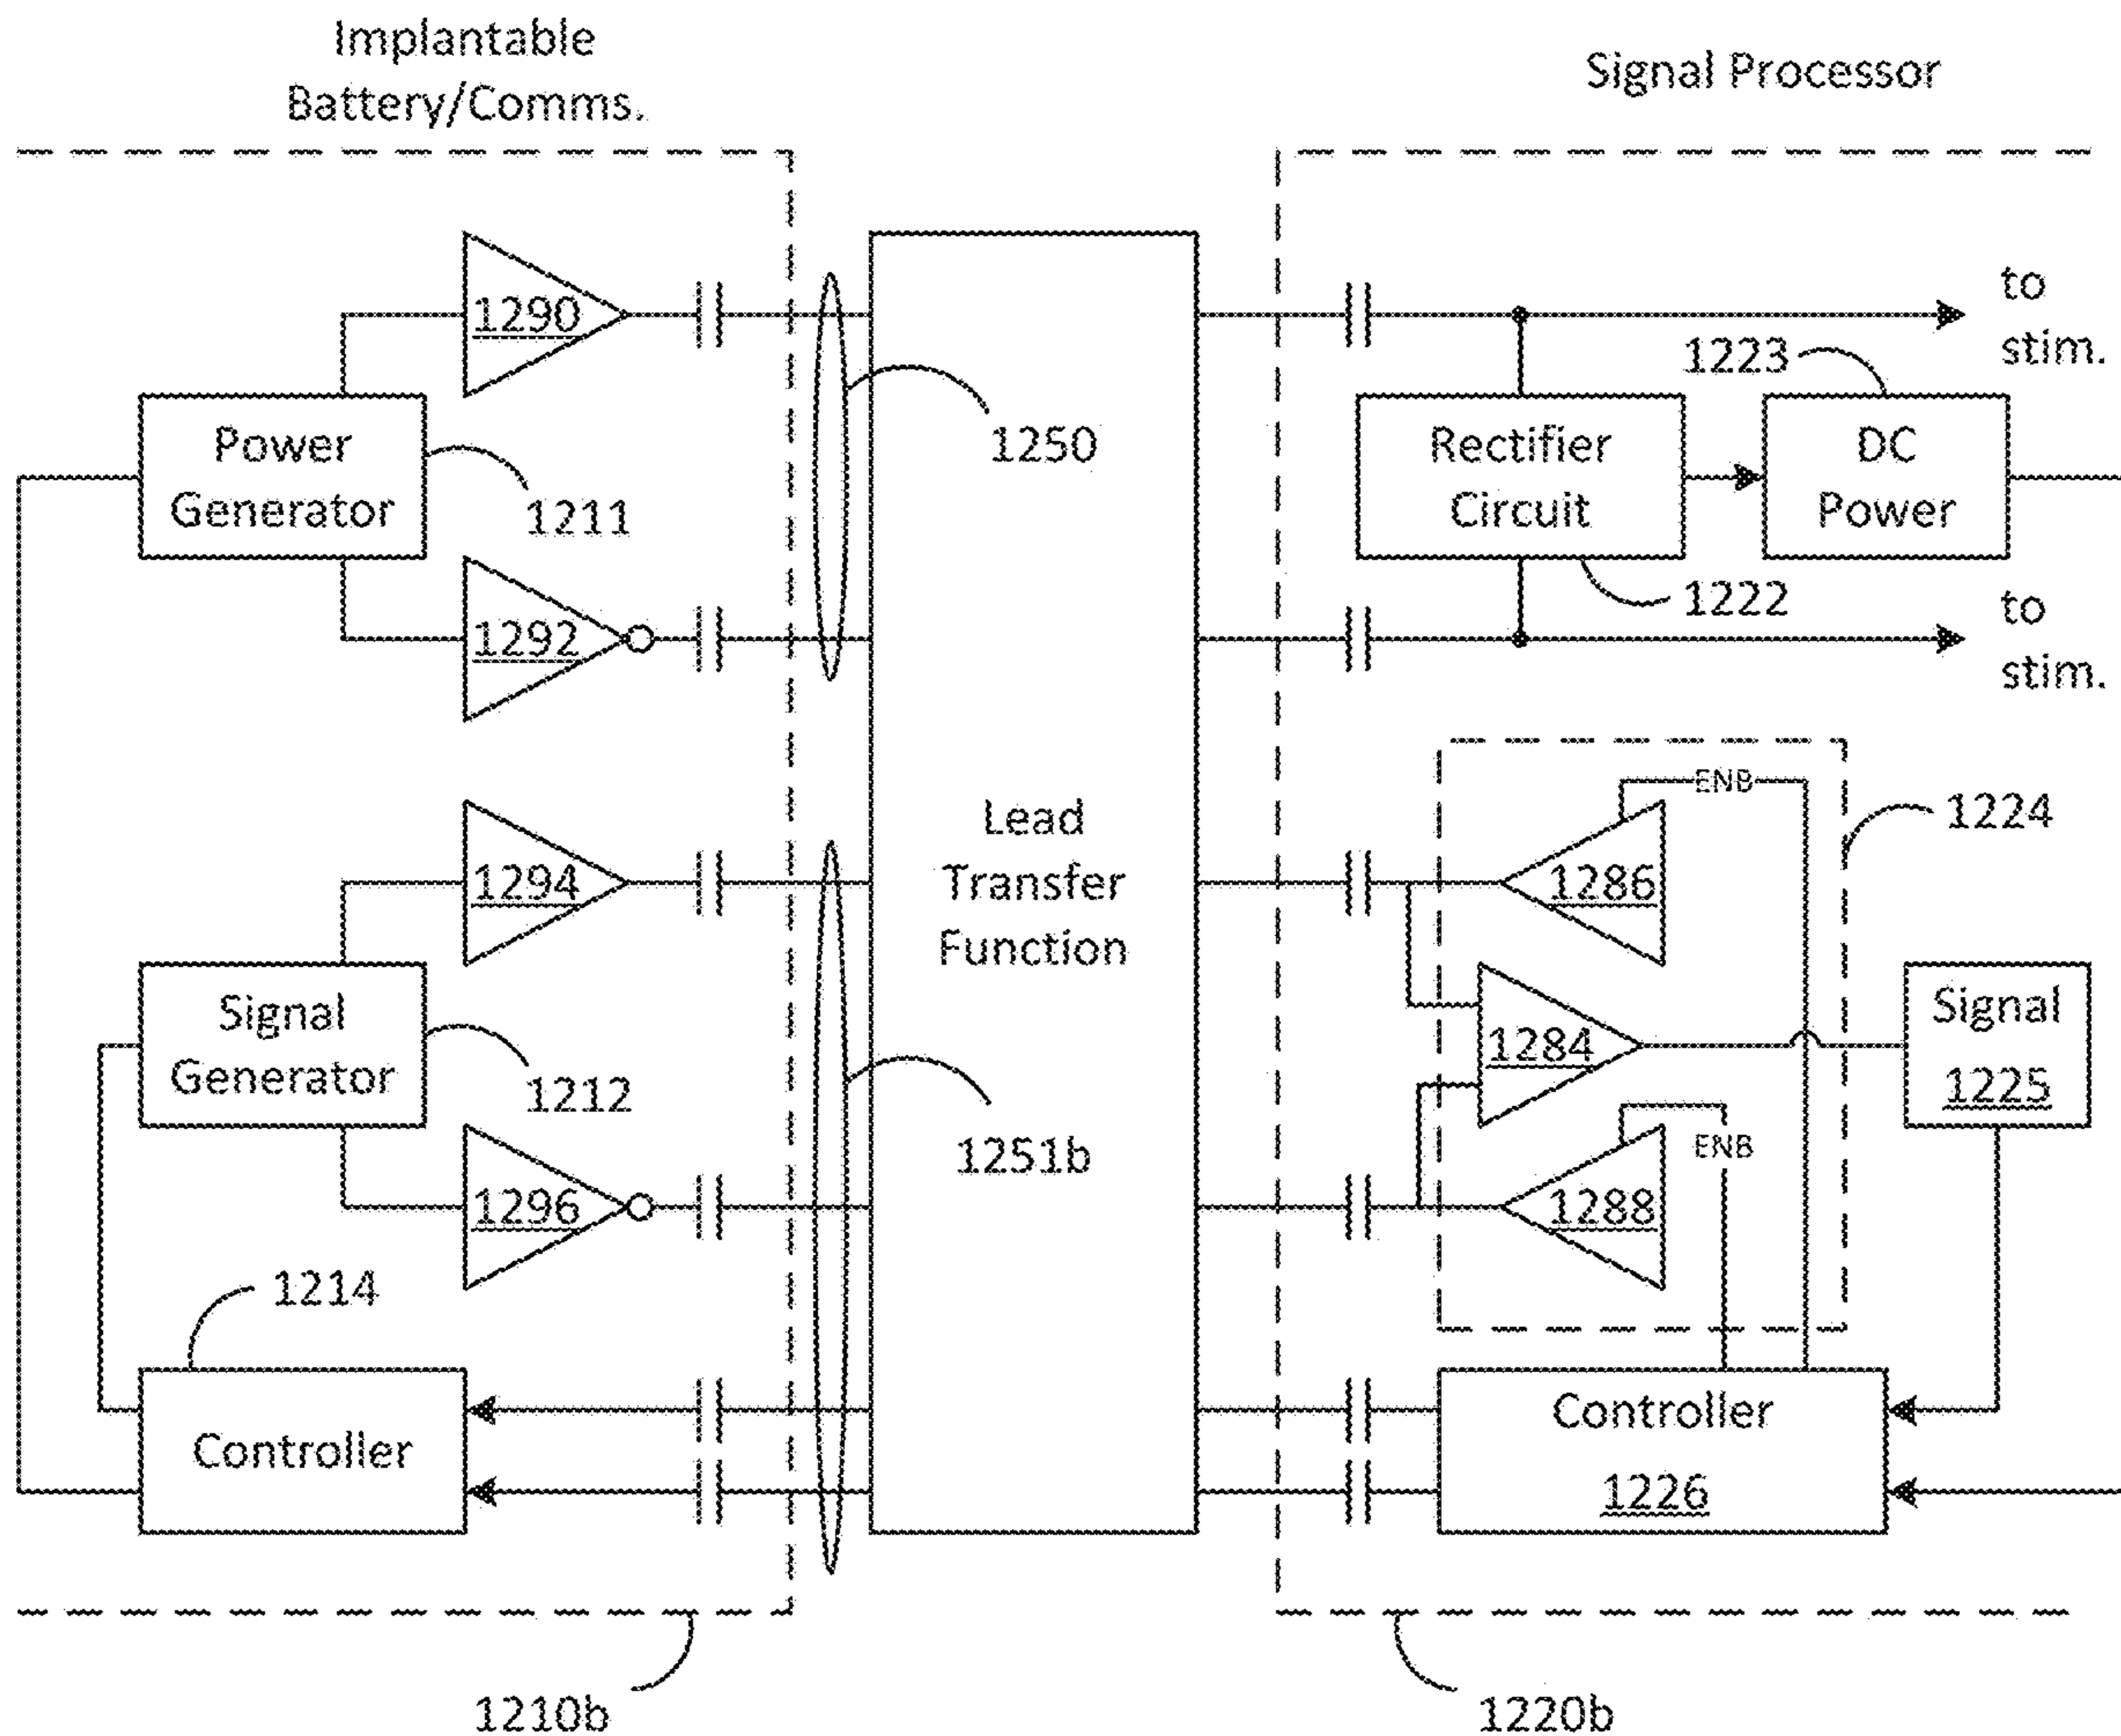 Implantable
Battery/Comms.
Signal Processor
1290
to
stim.
1223
Power
Generator
1211
1250
Rectifier
Circuit
DC
Power
1292
1222
to
stim.
ENB
1224
1294
Lead
Transfer
Function
1286
Signal
Generator
1212
1284
Signal
1225
1251b
ENB
1296
1288
1214
Controller
Controller
1226
1210b
1220b